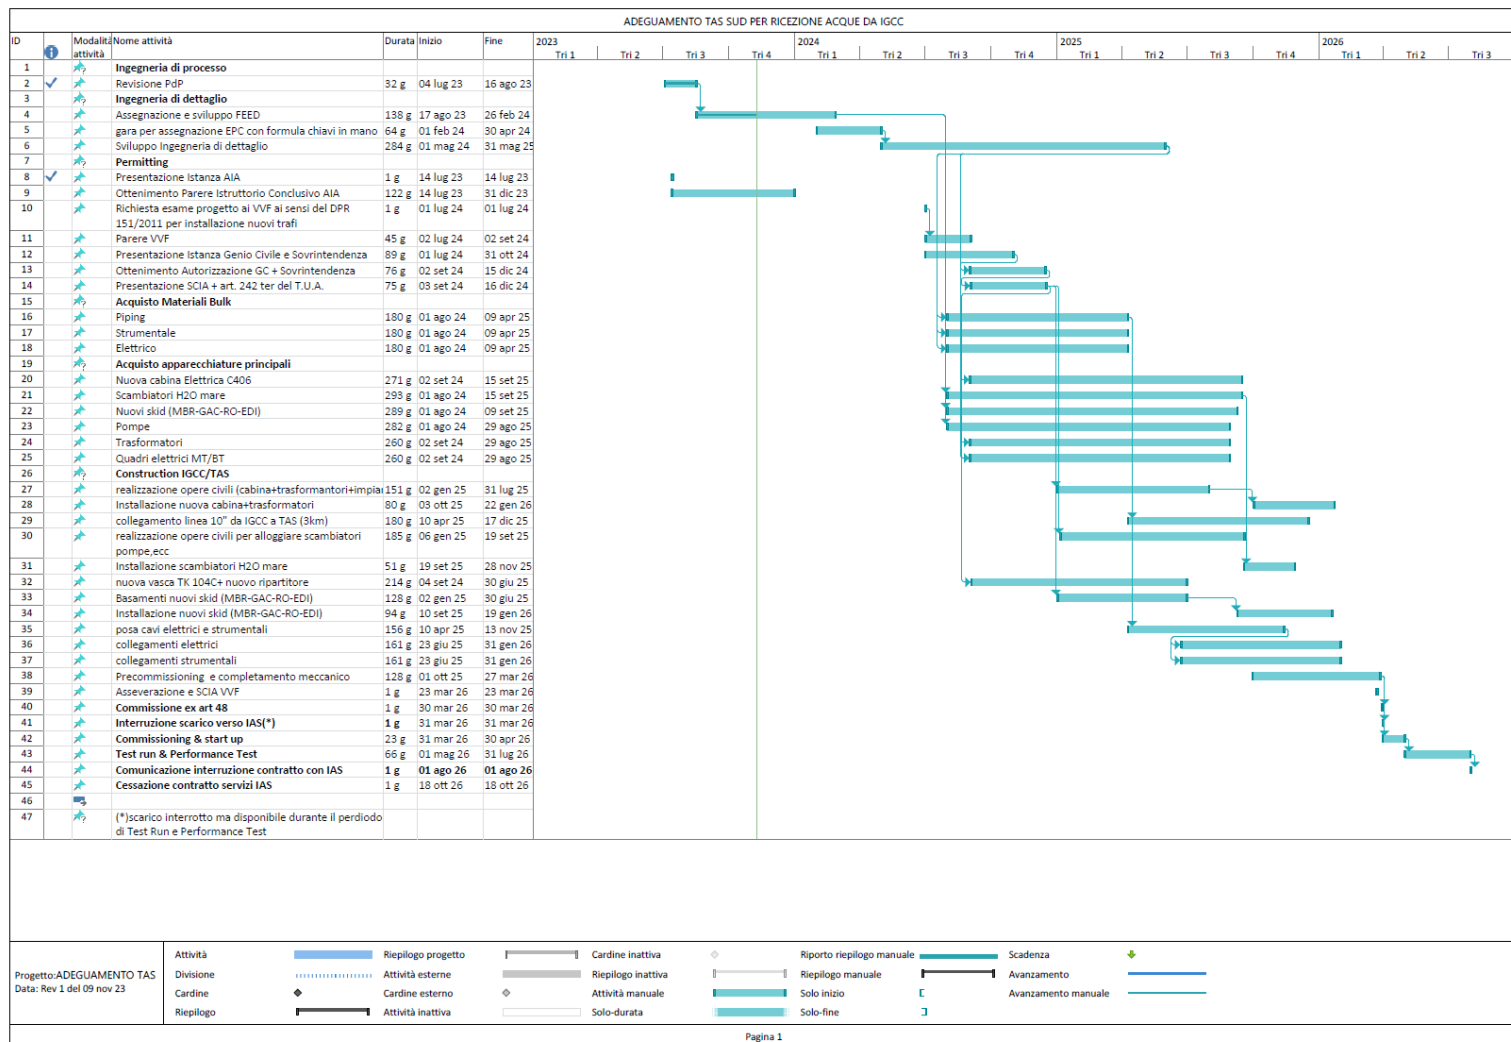 ADEGUAMENTO TAS SUD PER RICEZIONE ACQUE DA IGCC
ID Modalità attività Nome attività Durata Inizio Fine 2023 2024 2025 2026
Tri 1 Tri 2 Tri 3 Tri 4 Tri 1 Tri 2 Tri 3 Tri 4 Tri 1 Tri 2 Tri 3 Tri 4 Tri 1 Tri 2 Tri 3
1 Ingegneria di processo
2 Revisione PdP 32 g 04 lug 23 16 ago 23
3 Ingegneria di dettaglio
4 Assegnazione e sviluppo FEED 138 g 17 ago 23 26 feb 24
5 gara per assegnazione EPC con formula chiavi in mano 64 g 01 feb 24 30 apr 24
6 Sviluppo Ingegneria di dettaglio 284 g 01 mag 24 31 mag 25
7 Permitting
8 Presentazione Istanza AIA 1 g 14 lug 23 14 lug 23
9 Ottenimento Parere Istruttorio Conclusivo AIA 122 g 14 lug 23 31 dic 23
10 Richiesta esame progetto ai VVF ai sensi del DPR 1 g 01 lug 24 01 lug 24
151/2011 per installazione nuovi trafi
11 Parere VVF 45 g 02 lug 24 02 set 24
12 Presentazione Istanza Genio Civile e Sovrintendenza 89 g 01 lug 24 31 ott 24
13 Ottenimento Autorizzazione GC + Sovrintendenza 76 g 02 set 24 15 dic 24
14 Presentazione SCIA + art. 242 ter del T.U.A. 75 g 03 set 24 16 dic 24
15 Acquisto Materiali Bulk
16 Piping 180 g 01 ago 24 09 apr 25
17 Strumentale 180 g 01 ago 24 09 apr 25
18 Elettrico 180 g 01 ago 24 09 apr 25
19 Acquisto apparecchiature principali
20 Nuova cabina Elettrica C406 271 g 02 set 24 15 set 25
21 Scambiatori H2O mare 293 g 01 ago 24 15 set 25
22 Nuovi skid (MBR-GAC-RO-EDI) 289 g 01 ago 24 09 set 25
23 Pompe 282 g 01 ago 24 29 ago 25
24 Trasformatori 260 g 02 set 24 29 ago 25
25 Quadri elettrici MT/BT 260 g 02 set 24 29 ago 25
26 Construction IGCC/TAS
27 realizzazione opere civili (cabina+trasformantori+impia 151 g 02 gen 25 31 lug 25
28 Installazione nuova cabina+trasformatori 80 g 03 ott 25 22 gen 26
29 collegamento linea 10" da IGCC a TAS (3km) 180 g 10 apr 25 17 dic 25
30 realizzazione opere civili per alloggiare scambiatori 185 g 06 gen 25 19 set 25
pompe,ecc
31 Installazione scambiatori H2O mare 51 g 19 set 25 28 nov 25
32 nuova vasca TK 104C+ nuovo ripartitore 214 g 04 set 24 30 giu 25
33 Basamenti nuovi skid (MBR-GAC-RO-EDI) 128 g 02 gen 25 30 giu 25
34 Installazione nuovi skid (MBR-GAC-RO-EDI) 94 g 10 set 25 19 gen 26
35 posa cavi elettrici e strumentali 156 g 10 apr 25 13 nov 25
36 collegamenti elettrici 161 g 23 giu 25 31 gen 26
37 collegamenti strumentali 161 g 23 giu 25 31 gen 26
38 Precommissioning e completamento meccanico 128 g 01 ott 25 27 mar 26
39 Asseverazione e SCIA VVF 1 g 23 mar 26 23 mar 26
40 Commissione ex art 48 1 g 30 mar 26 30 mar 26
41 Interruzione scarico verso IAS(*) 1 g 31 mar 26 31 mar 26
42 Commissioning & start up 23 g 31 mar 26 30 apr 26
43 Test run & Performance Test 66 g 01 mag 26 31 lug 26
44 Comunicazione interruzione contratto con IAS 1 g 01 ago 26 01 ago 26
45 Cessazione contratto servizi IAS 1 g 18 ott 26 18 ott 26
46
47 (*)scarico interrotto ma disponibile durante il perdiodo
di Test Run e Performance Test
Progetto:ADEGUAMENTO TAS
Data: Rev 1 del 09 nov 23
Attività Riepilogo progetto Cardine inattiva Riporto riepilogo manuale Scadenza
Divisione Attività esterne Riepilogo inattiva Riepilogo manuale Avanzamento
Cardine Cardine esterno Attività manuale Solo inizio Avanzamento manuale
Riepilogo Attività inattiva Solo-durata Solo-fine
Pagina 1